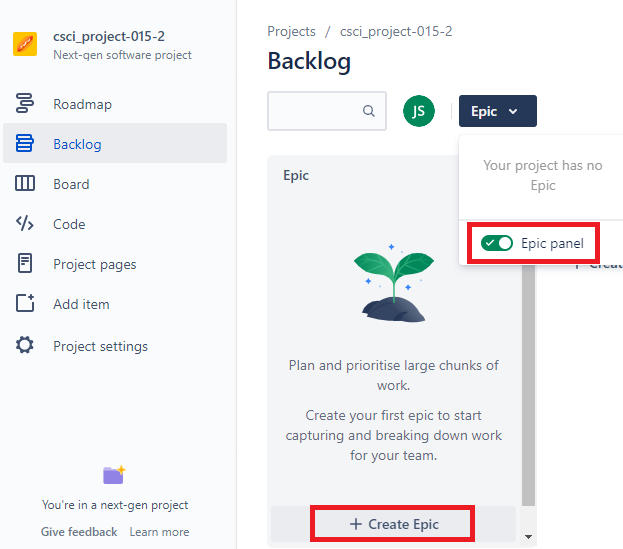 csci_project-015-2
Next-gen software project
Roadmap
Backlog
Board
Code
Project pages
Add item
Project settings
You're in a next-gen project
Give feedback Learn more
Projects / csci_project-015-2
Backlog
JS
Epic
Your project has no
Epic
Epic panel
Epic
Plan and prioritise large chunks of
work.
Create your first epic to start
capturing and breaking down work
for your team.
+ Create Epic